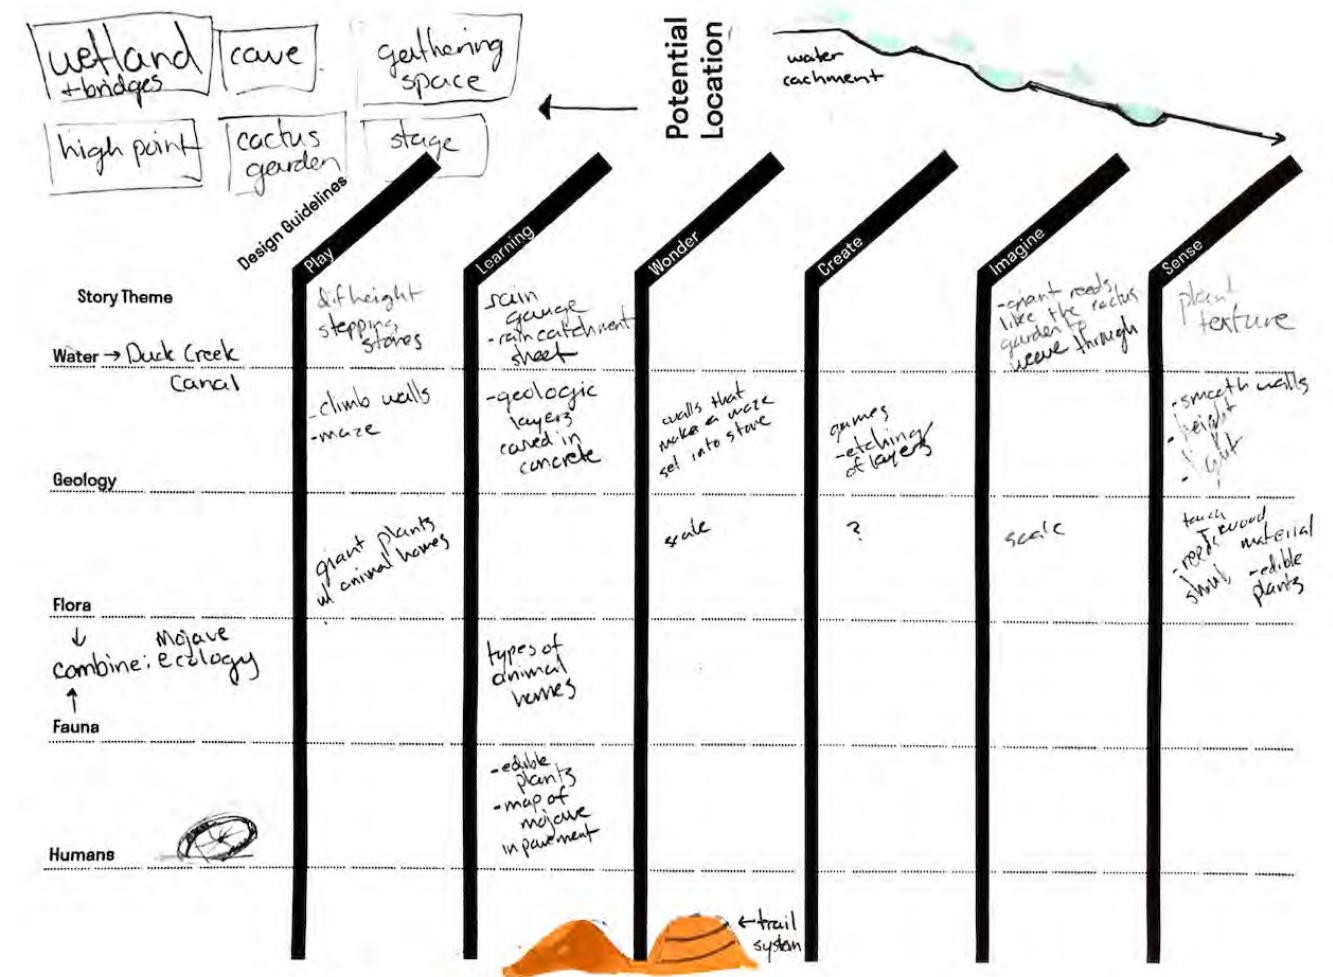 wetland
+bridges
cave
gathering
space
high point
cactus
garden
stage
Potential
Location
water
cachment
Design Guidelines
Play
Learning
Wonder
Create
Imagine
Sense
Story Theme
Water → Duck Creek
Canal
dif height
stepping
stones
rain
gauge
-rain catchment
sheet
-giant reeds,
like the cactus
garden to
weave through
plant
texture
Geology
-climb walls
-maze
-geologic
layers
carved in
concrete
walls that
make a maze
set into stone
games
-etching
of layers
-smooth walls
-height
-light
Flora
giant plants
w/ animal homes
scale
?
scale
touch
-reeds, wood
material
-edible
plants
↓
combine: Mojave
ecology
↑
Fauna
types of
animal
homes
Humans
-edible
plants
-map of
mojave
in pavement
←trail
system